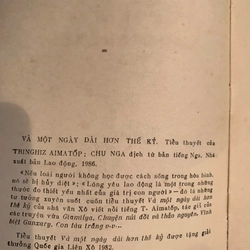 VÀ MỘT NGÀY DÀI HƠN THẾ KỶ. Tiểu thuyết của
TRINGHIZ AIMATỐP; CHU NGA dịch từ bản tiếng Nga. Nhà
xuất bản Lao động, 1986.
«Nếu loài người không học được cách sống trong hòa bình,
nó sẽ bị hủy diệt»; « Lòng yêu lao động là một trong những
thước đo thiết yếu nhất của giá trị con người». Đó là những
tư tưởng xuyên suốt cuốn tiểu thuyết Và một ngày dài hơn
thế kỷ của nhà văn Xô viết nổi tiếng T. Aimatốp, tác giả của
các truyện vừa Giamilya, Chuyện núi đồi và thảo nguyên, Vĩnh
biệt Gunxarư, Con tàu trắng v-v...
Tiểu thuyết Và một ngày dài hơn thế kỷ được tặng giải
thưởng Quốc gia Liên Xô 1983.